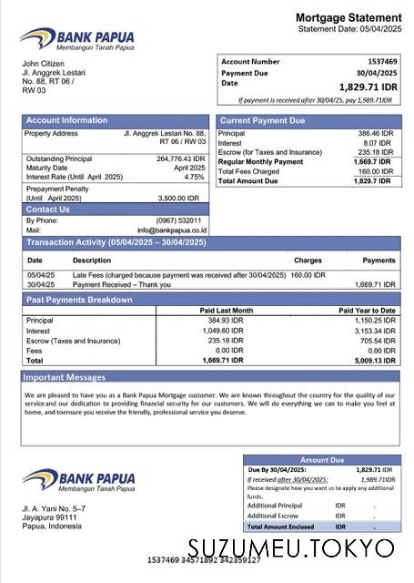 Mortgage Statement
Statement Date: 05/04/2025
BANK PAPUA
Membangun Tanah Papua
John Citizen
Jl. Anggrek Lestari
No. 88, RT 06 /
RW 03
Account Number 1537469
Payment Due Date 30/04/2025
1,829.71 IDR
If payment is received after 30/04/25, pay 1,989.71IDR
Account Information
Property Address Jl. Anggrek Lestari No. 88,
RT 06 / RW 03
Outstanding Principal 264,776.43 IDR
Maturity Date April 2025
Interest Rate (Until April 2025) 4.75%
Prepayment Penalty
(Until April 2025) 3,500.00 IDR
Contact Us
By Phone: (0967) 532011
Mail: info@bankpapua.co.id
Current Payment Due
Principal 386.46 IDR
Interest 8.07 IDR
Escrow (for Taxes and Insurance) 235.18 IDR
Regular Monthly Payment 1,669.7 IDR
Total Fees Charged 160.00 IDR
Total Amount Due 1,829.7 IDR
Transaction Activity (05/04/2025 – 30/04/2025)
Date Description Charges Payments
05/04/25 Late Fees (charged because payment was received after 30/04/2025) 160.00 IDR
30/04/25 Payment Received – Thank you 1,669.71 IDR
Past Payments Breakdown
Paid Last Month Paid Year to Date
Principal 384.93 IDR 1,150.25 IDR
Interest 1,049.60 IDR 3,153.34 IDR
Escrow (Taxes and Insurance) 235.18 IDR 705.54 IDR
Fees 0.00 IDR 0.00 IDR
Total 1,669.71 IDR 5,009.13 IDR
Important Messages
We are pleased to have you as a Bank Papua Mortgage customer. We are known throughout the country for the quality of our
service and our dedication to providing financial security for our customers. We will do everything we can to make you feel at
home, and toensure you receive the friendly, professional service you deserve.
BANK PAPUA
Membangun Tanah Papua
Jl. A. Yani No. 5–7
Jayapura 99111
Papua, Indonesia
Amount Due
Due By 30/04/2025: 1,829.71 IDR
If received after 30/04/2025: 1,989.71IDR
Please designate how you want us to apply any additional
funds.
Additional Principal IDR .
Additional Escrow IDR .
Total Amount Enclosed IDR .
SUZUMEU.TOKYO
1537469 34571892 342359127